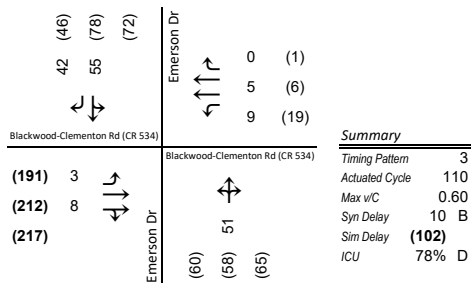 (46) (78) (72)
42 55
Emerson Dr
0 (1)
5 (6)
9 (19)
Blackwood-Clementon Rd (CR 534)
Blackwood-Clementon Rd (CR 534)
(191) 3
(212) 8
(217)
Emerson Dr
51
(60) (58) (65)
Summary
Timing Pattern 3
Actuated Cycle 110
Max v/C 0.60
Syn Delay 10 B
Sim Delay (102)
ICU 78% D